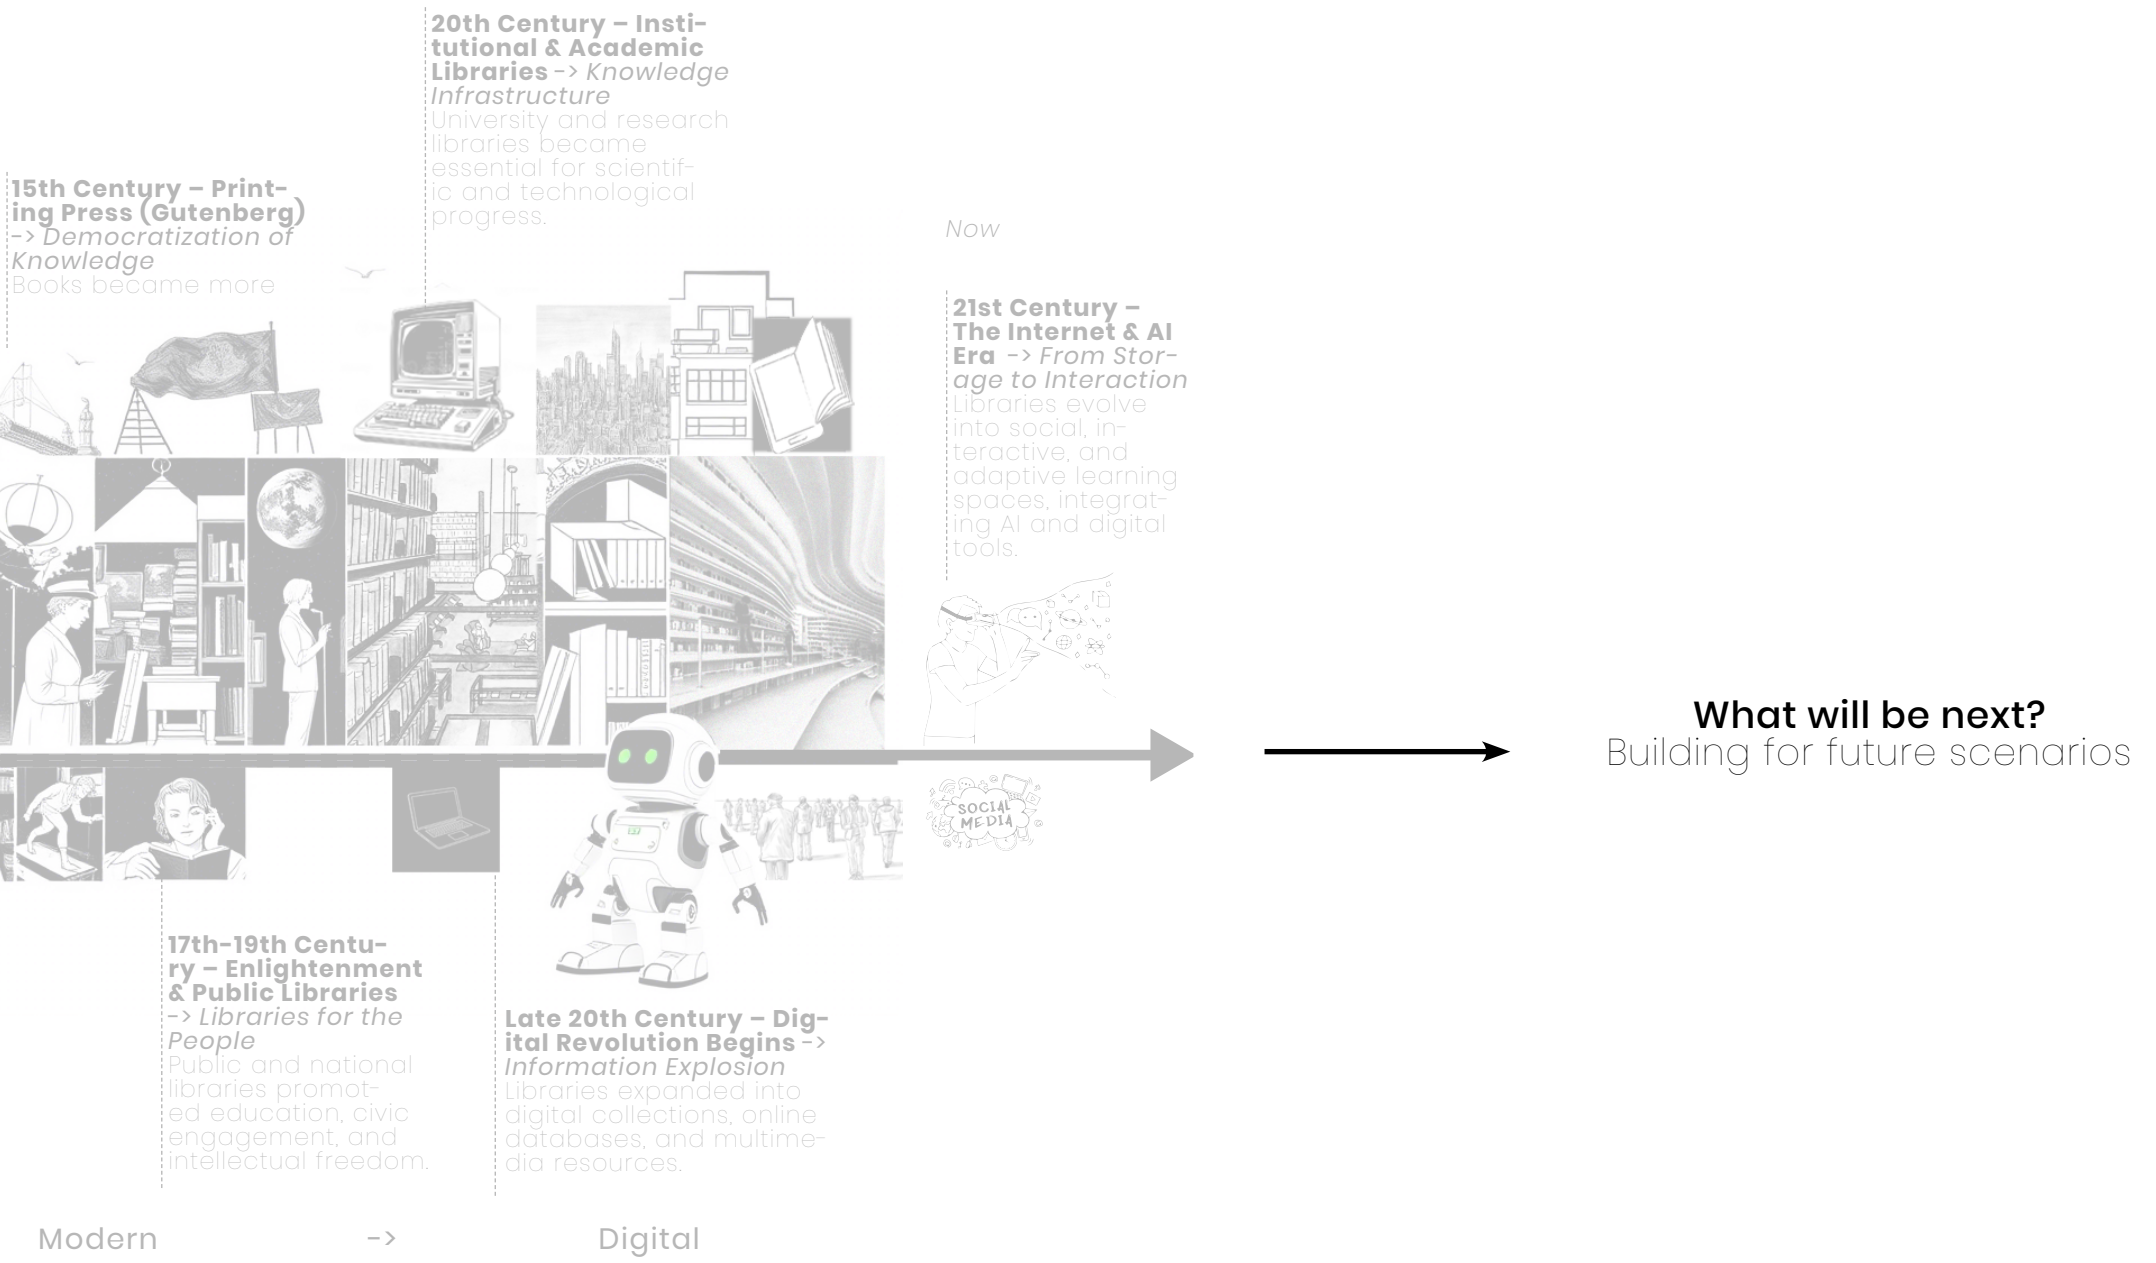 20th Century – Insti-
tutional & Academic
Libraries -> Knowledge
Infrastructure
University and research
libraries became
essential for scientif-
ic and technological
progress.
15th Century – Print-
ing Press (Gutenberg)
-> Democratization of
Knowledge
Books became more
Now
21st Century –
The Internet & AI
Era -> From Stor-
age to Interaction
Libraries evolve
into social, in-
teractive, and
adaptive learning
spaces, integrat-
ing AI and digital
tools.
What will be next?
Building for future scenarios
SOCIAL
MEDIA
17th-19th Centu-
ry – Enlightenment
& Public Libraries
-> Libraries for the
People
Public and national
libraries promot-
ed education, civic
engagement, and
intellectual freedom.
Late 20th Century – Dig-
ital Revolution Begins ->
Information Explosion
Libraries expanded into
digital collections, online
databases, and multime-
dia resources.
Modern -> Digital